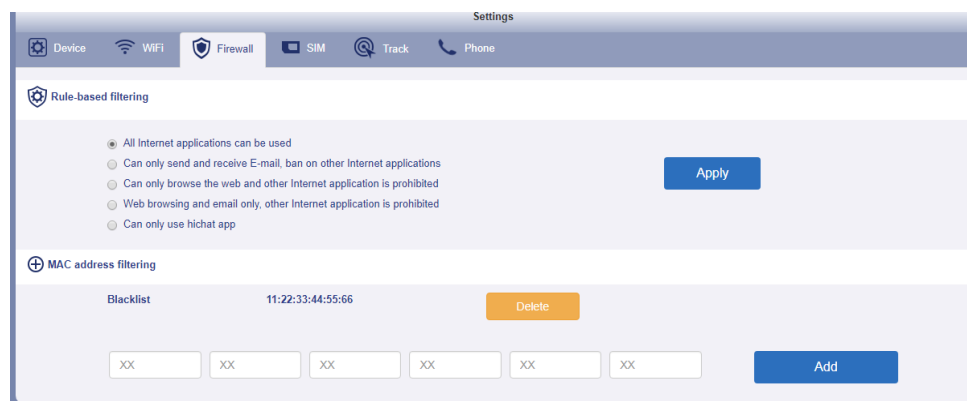 Settings
Device WiFi Firewall SIM Track Phone
Rule-based filtering
All Internet applications can be used
Can only send and receive E-mail, ban on other Internet applications
Can only browse the web and other Internet application is prohibited
Web browsing and email only, other Internet application is prohibited
Can only use hichat app
Apply
MAC address filtering
Blacklist 11:22:33:44:55:66 Delete
XX XX XX XX XX XX Add